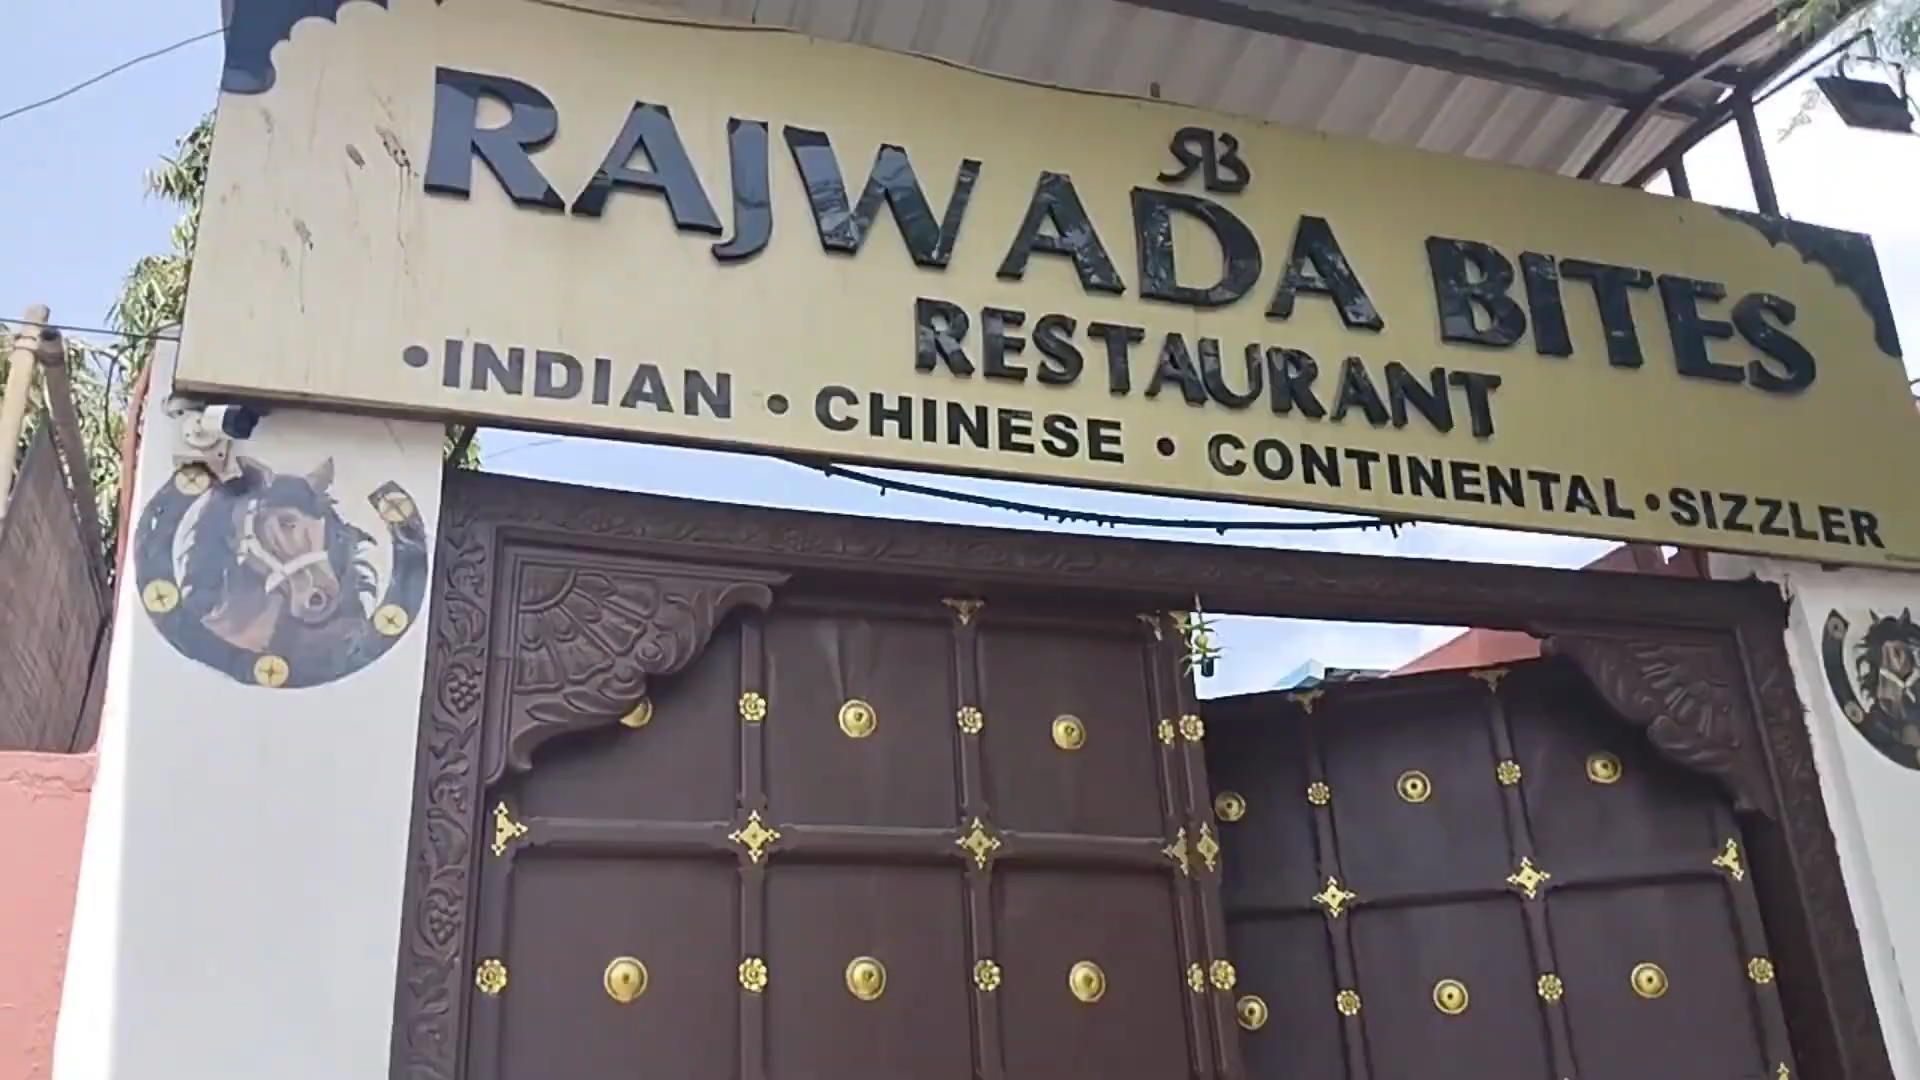 RB
RAJWADA BITES
RESTAURANT
•INDIAN • CHINESE • CONTINENTAL •SIZZLER